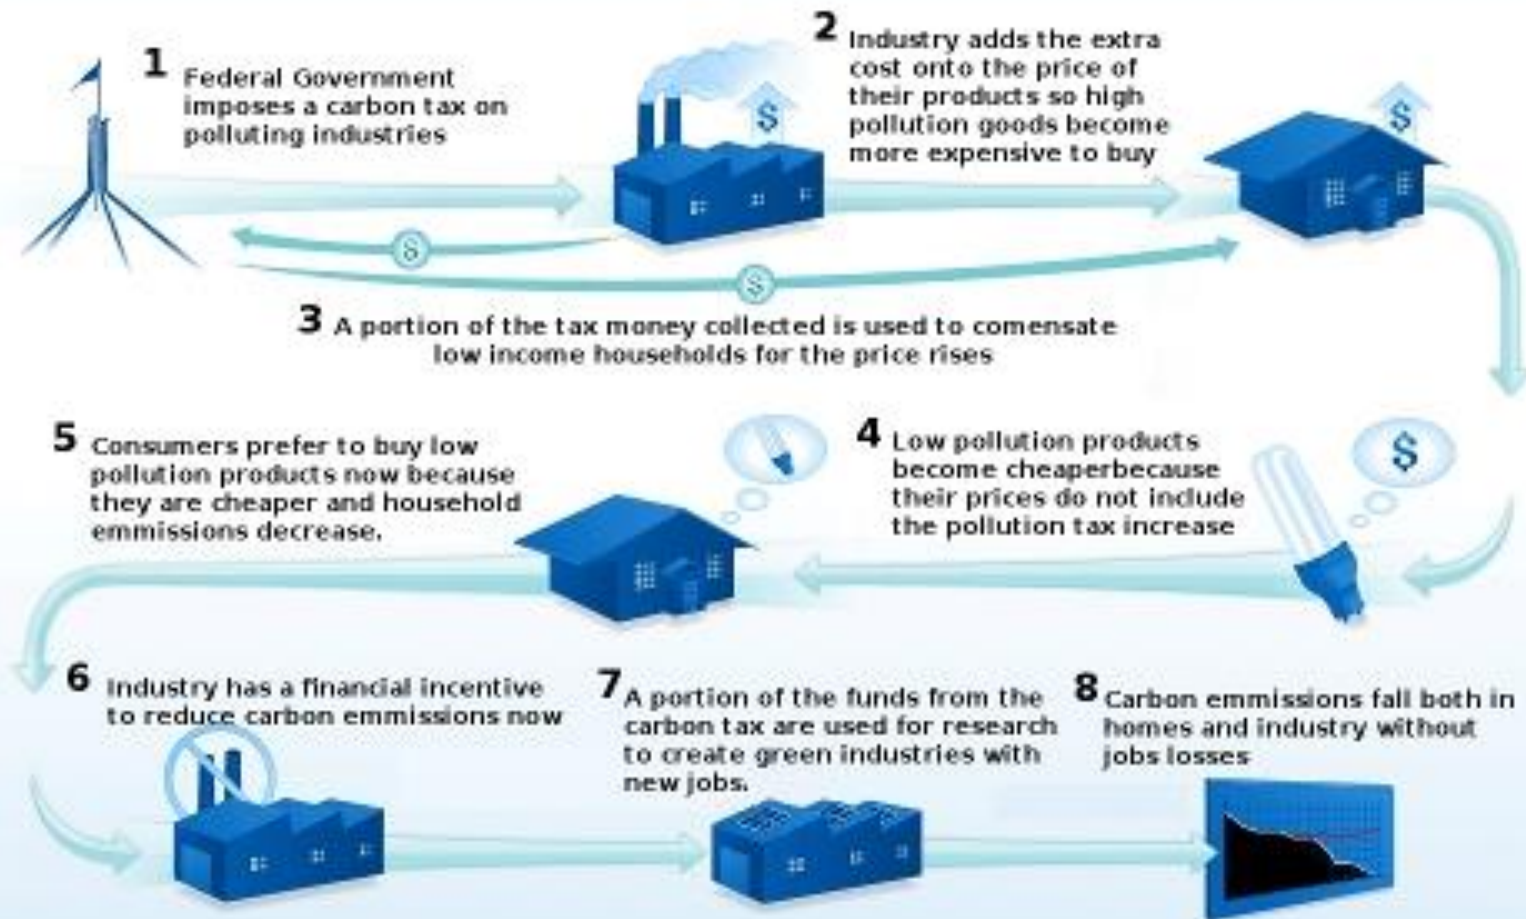 1 Federal Government
imposes a carbon tax on
polluting industries
2 Industry adds the extra
cost onto the price of
their products so high
pollution goods become
more expensive to buy
$
$
$
$
3 A portion of the tax money collected is used to comensate
low income households for the price rises
4 Low pollution products
become cheaperbecause
their prices do not include
the pollution tax increase
$
5 Consumers prefer to buy low
pollution products now because
they are cheaper and household
emmissions decrease.
6 Industry has a financial incentive
to reduce carbon emmissions now
7 A portion of the funds from the
carbon tax are used for research
to create green industries with
new jobs.
8 Carbon emmissions fall both in
homes and industry without
jobs losses